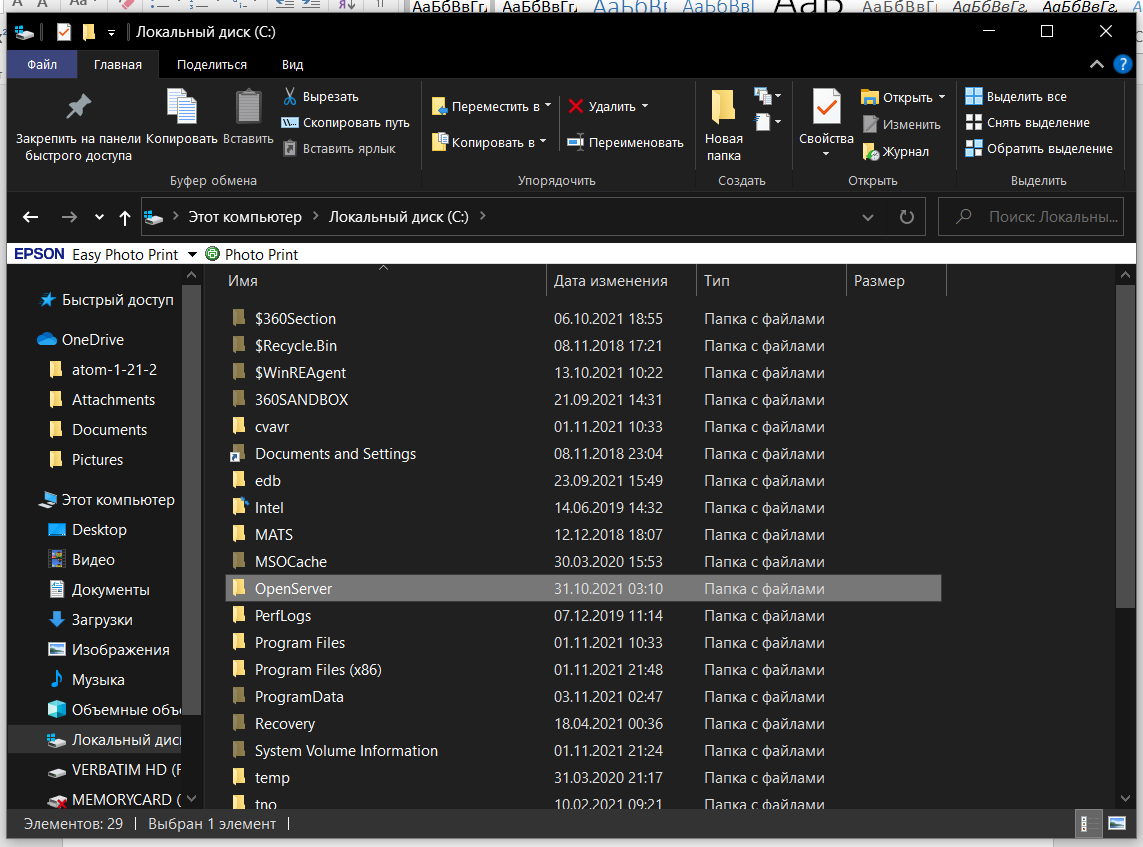 АаБбВвГг, АаБбВвГг, АаБбВв АаБбВвІ АаБбВвГг АаБбВвГг, АаБбВвГг,
Локальный диск (C:)
Файл Главная Поделиться Вид
Закрепить на панели быстрого доступа
Копировать
Вставить
Вырезать
Скопировать путь
Вставить ярлык
Буфер обмена
Переместить в
Копировать в
Удалить
Переименовать
Упорядочить
Новая папка
Создать
Свойства
Открыть
Изменить
Журнал
Открыть
Выделить все
Снять выделение
Обратить выделение
Выделить
Этот компьютер Локальный диск (C:)
Поиск: Локальны...
EPSON Easy Photo Print Photo Print
Быстрый доступ
OneDrive
atom-1-21-2
Attachments
Documents
Pictures
Этот компьютер
Desktop
Видео
Документы
Загрузки
Изображения
Музыка
Объемные объ
Локальный дис
VERBATIM HD (F
MEMORYCARD (
Имя Дата изменения Тип Размер
$360Section 06.10.2021 18:55 Папка с файлами
$Recycle.Bin 08.11.2018 17:21 Папка с файлами
$WinREAgent 13.10.2021 10:22 Папка с файлами
360SANDBOX 21.09.2021 14:31 Папка с файлами
cvavr 01.11.2021 10:33 Папка с файлами
Documents and Settings 08.11.2018 23:04 Папка с файлами
edb 23.09.2021 15:49 Папка с файлами
Intel 14.06.2019 14:32 Папка с файлами
MATS 12.12.2018 18:07 Папка с файлами
MSOCache 30.03.2020 15:53 Папка с файлами
OpenServer 31.10.2021 03:10 Папка с файлами
PerfLogs 07.12.2019 11:14 Папка с файлами
Program Files 01.11.2021 10:33 Папка с файлами
Program Files (x86) 01.11.2021 21:48 Папка с файлами
ProgramData 03.11.2021 02:47 Папка с файлами
Recovery 18.04.2021 00:36 Папка с файлами
System Volume Information 01.11.2021 21:24 Папка с файлами
temp 31.03.2020 21:17 Папка с файлами
tno 10.02.2021 09:21 Папка с файлами
Элементов: 29 Выбран 1 элемент